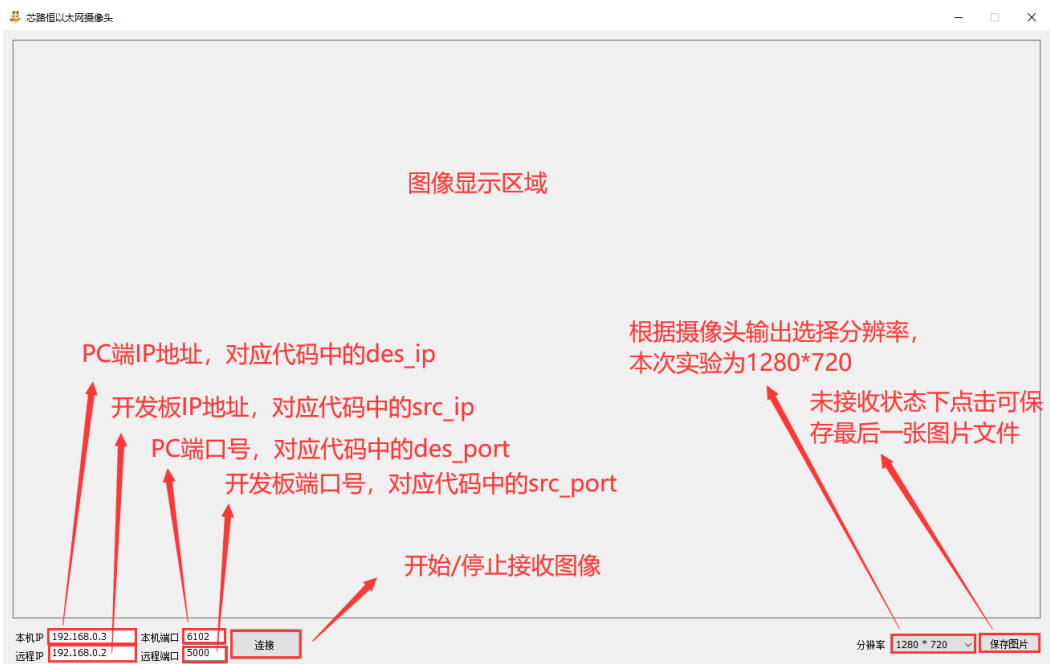 芯路恒以太网摄像头
图像显示区域
根据摄像头输出选择分辨率，
本次实验为1280*720
PC端IP地址，对应代码中的des_ip
未接收状态下点击可保
存最后一张图片文件
开发板IP地址，对应代码中的src_ip
PC端口号，对应代码中的des_port
开发板端口号，对应代码中的src_port
开始/停止接收图像
本机IP 192.168.0.3 本机端口 6102
远程IP 192.168.0.2 远程端口 5000
连接
分辨率 1280 * 720 保存图片